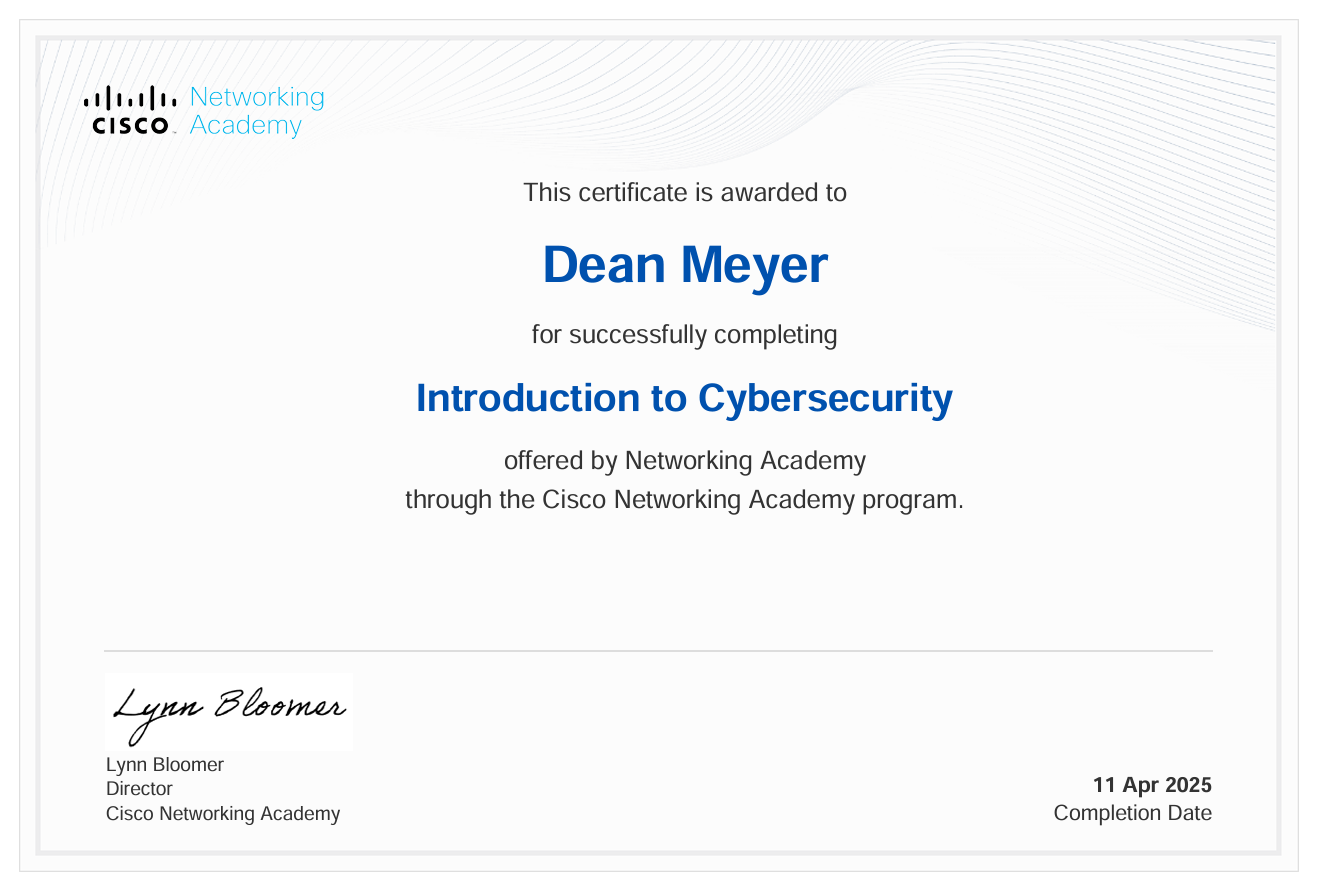 Networking
CISCO Academy
This certificate is awarded to
Dean Meyer
for successfully completing
Introduction to Cybersecurity
offered by Networking Academy
through the Cisco Networking Academy program.
Lynn Bloomer
Lynn Bloomer
Director
Cisco Networking Academy
11 Apr 2025
Completion Date